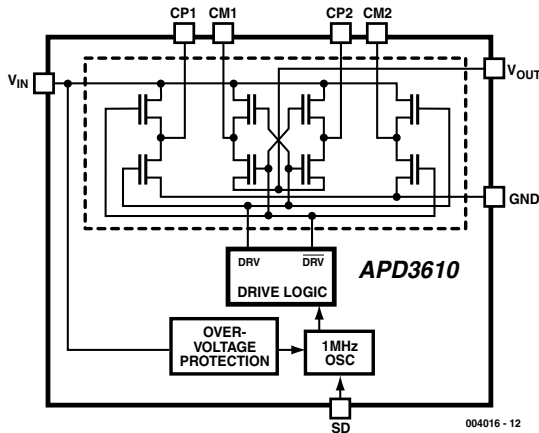 CP1 CM1 CP2 CM2
VIN
VOUT
GND
DRV DRV
DRIVE LOGIC
APD3610
OVER-
VOLTAGE
PROTECTION
1MHz
OSC
SD
004016 - 12